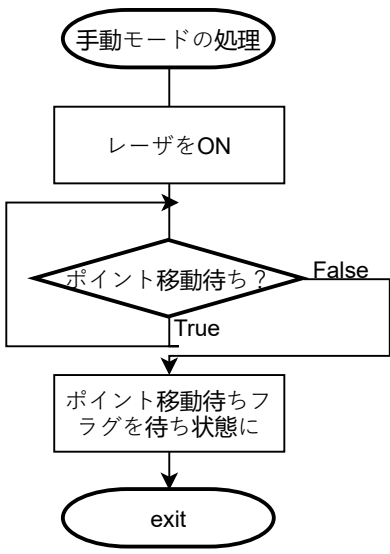 手動モードの処理
レーザをON
ポイント移動待ち？
False
True
ポイント移動待ちフ
ラグを待ち状態に
exit